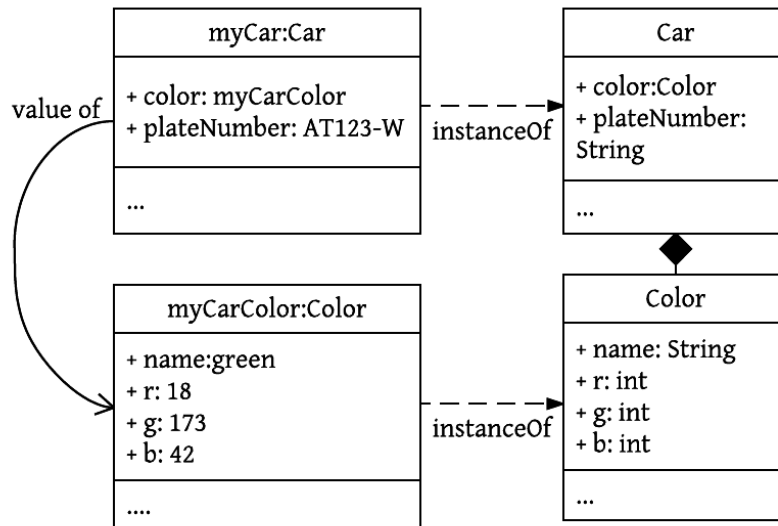 myCar:Car
+ color: myCarColor
+ plateNumber: AT123-W
...
value of
instanceOf
Car
+ color:Color
+ plateNumber:
String
...
myCarColor:Color
+ name:green
+ r: 18
+ g: 173
+ b: 42
....
instanceOf
Color
+ name: String
+ r: int
+ g: int
+ b: int
...